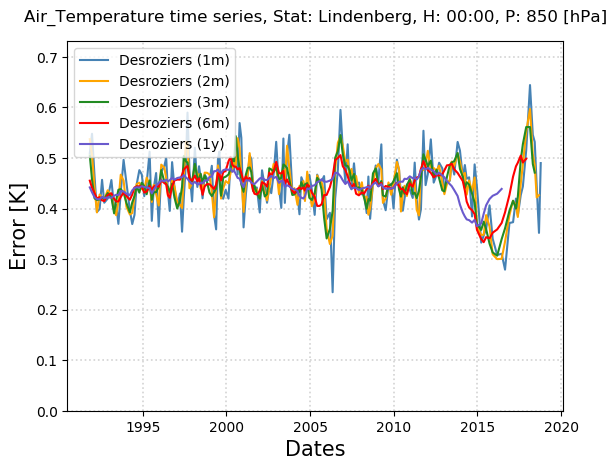 Air_Temperature time series, Stat: Lindenberg, H: 00:00, P: 850 [hPa]
0.7
0.6
0.5
0.4
0.3
0.2
0.1
0.0
Error [K]
Desroziers (1m)
Desroziers (2m)
Desroziers (3m)
Desroziers (6m)
Desroziers (1y)
1995
2000
2005
2010
2015
2020
Dates